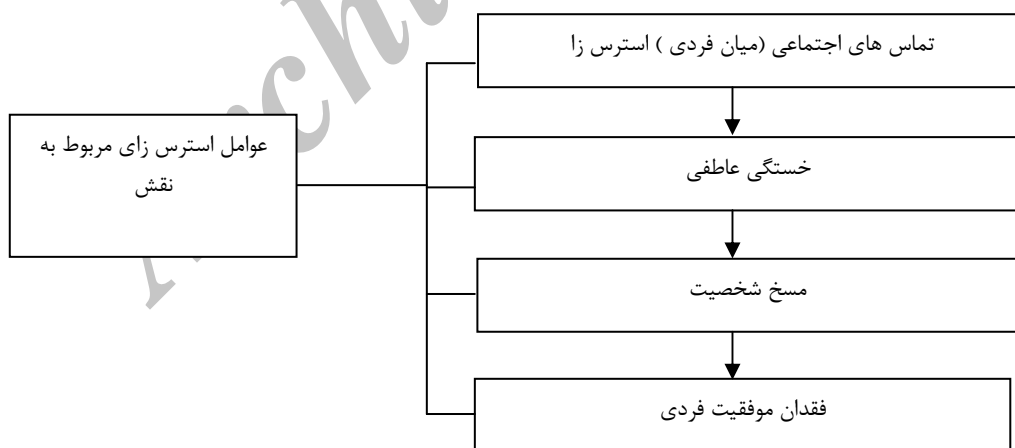 تماس های اجتماعی (میان فردی ) استرس زا
عوامل استرس زای مربوط به
نقش
خستگی عاطفی
مسخ شخصیت
فقدان موفقیت فردی